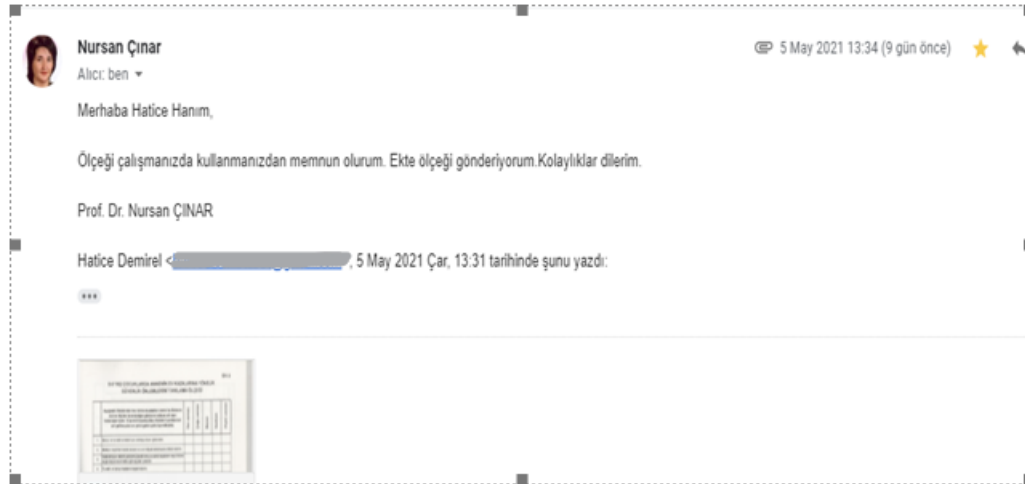 Nursan Çınar
5 May 2021 13:34 (9 gün önce)
Alıcı: ben
Merhaba Hatice Hanım,
Ölçeği çalışmanızda kullanmanızdan memnun olurum. Ekte ölçeği gönderiyorum.Kolaylıklar dilerim.
Prof. Dr. Nursan ÇINAR
Hatice Demirel <, 5 May 2021 Çar, 13:31 tarihinde şunu yazdı: